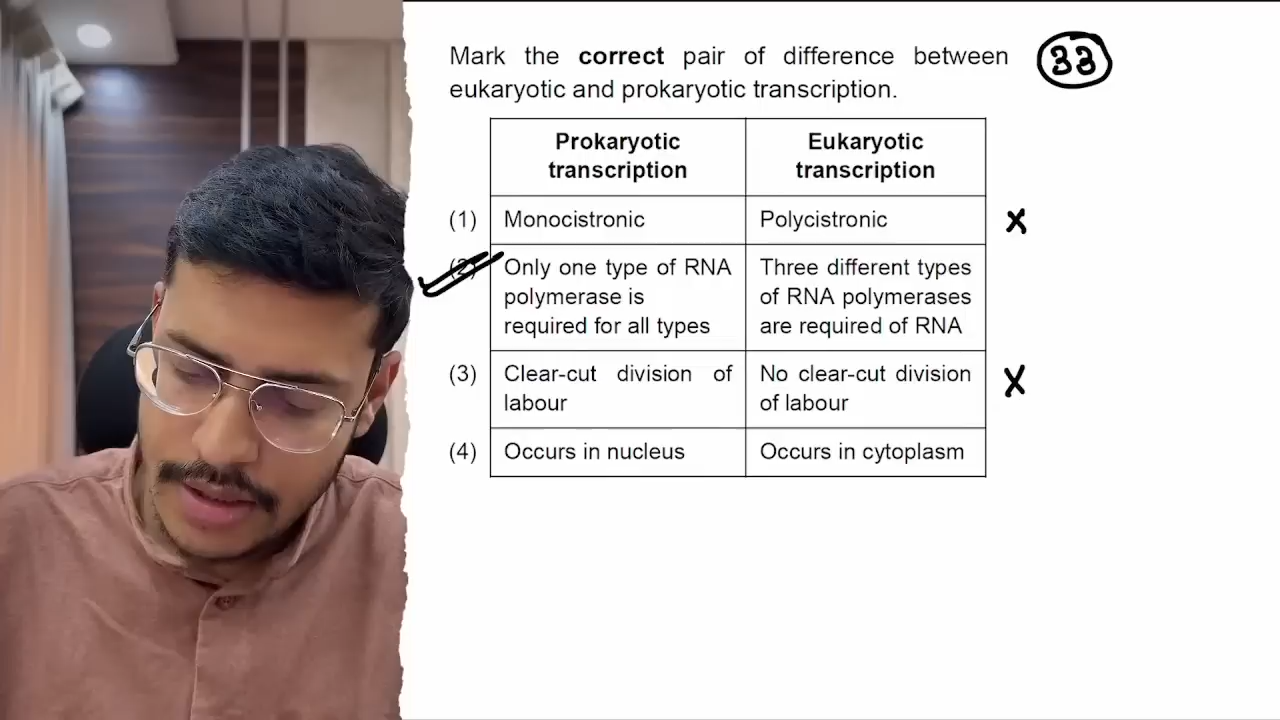 Mark the correct pair of difference between
33
eukaryotic and prokaryotic transcription.
Prokaryotic
transcription
Eukaryotic
transcription
(1) Monocistronic Polycistronic X
(2) Only one type of RNA
polymerase is
required for all types
Three different types
of RNA polymerases
are required of RNA
(3) Clear-cut division of
labour
No clear-cut division
of labour
X
(4) Occurs in nucleus Occurs in cytoplasm